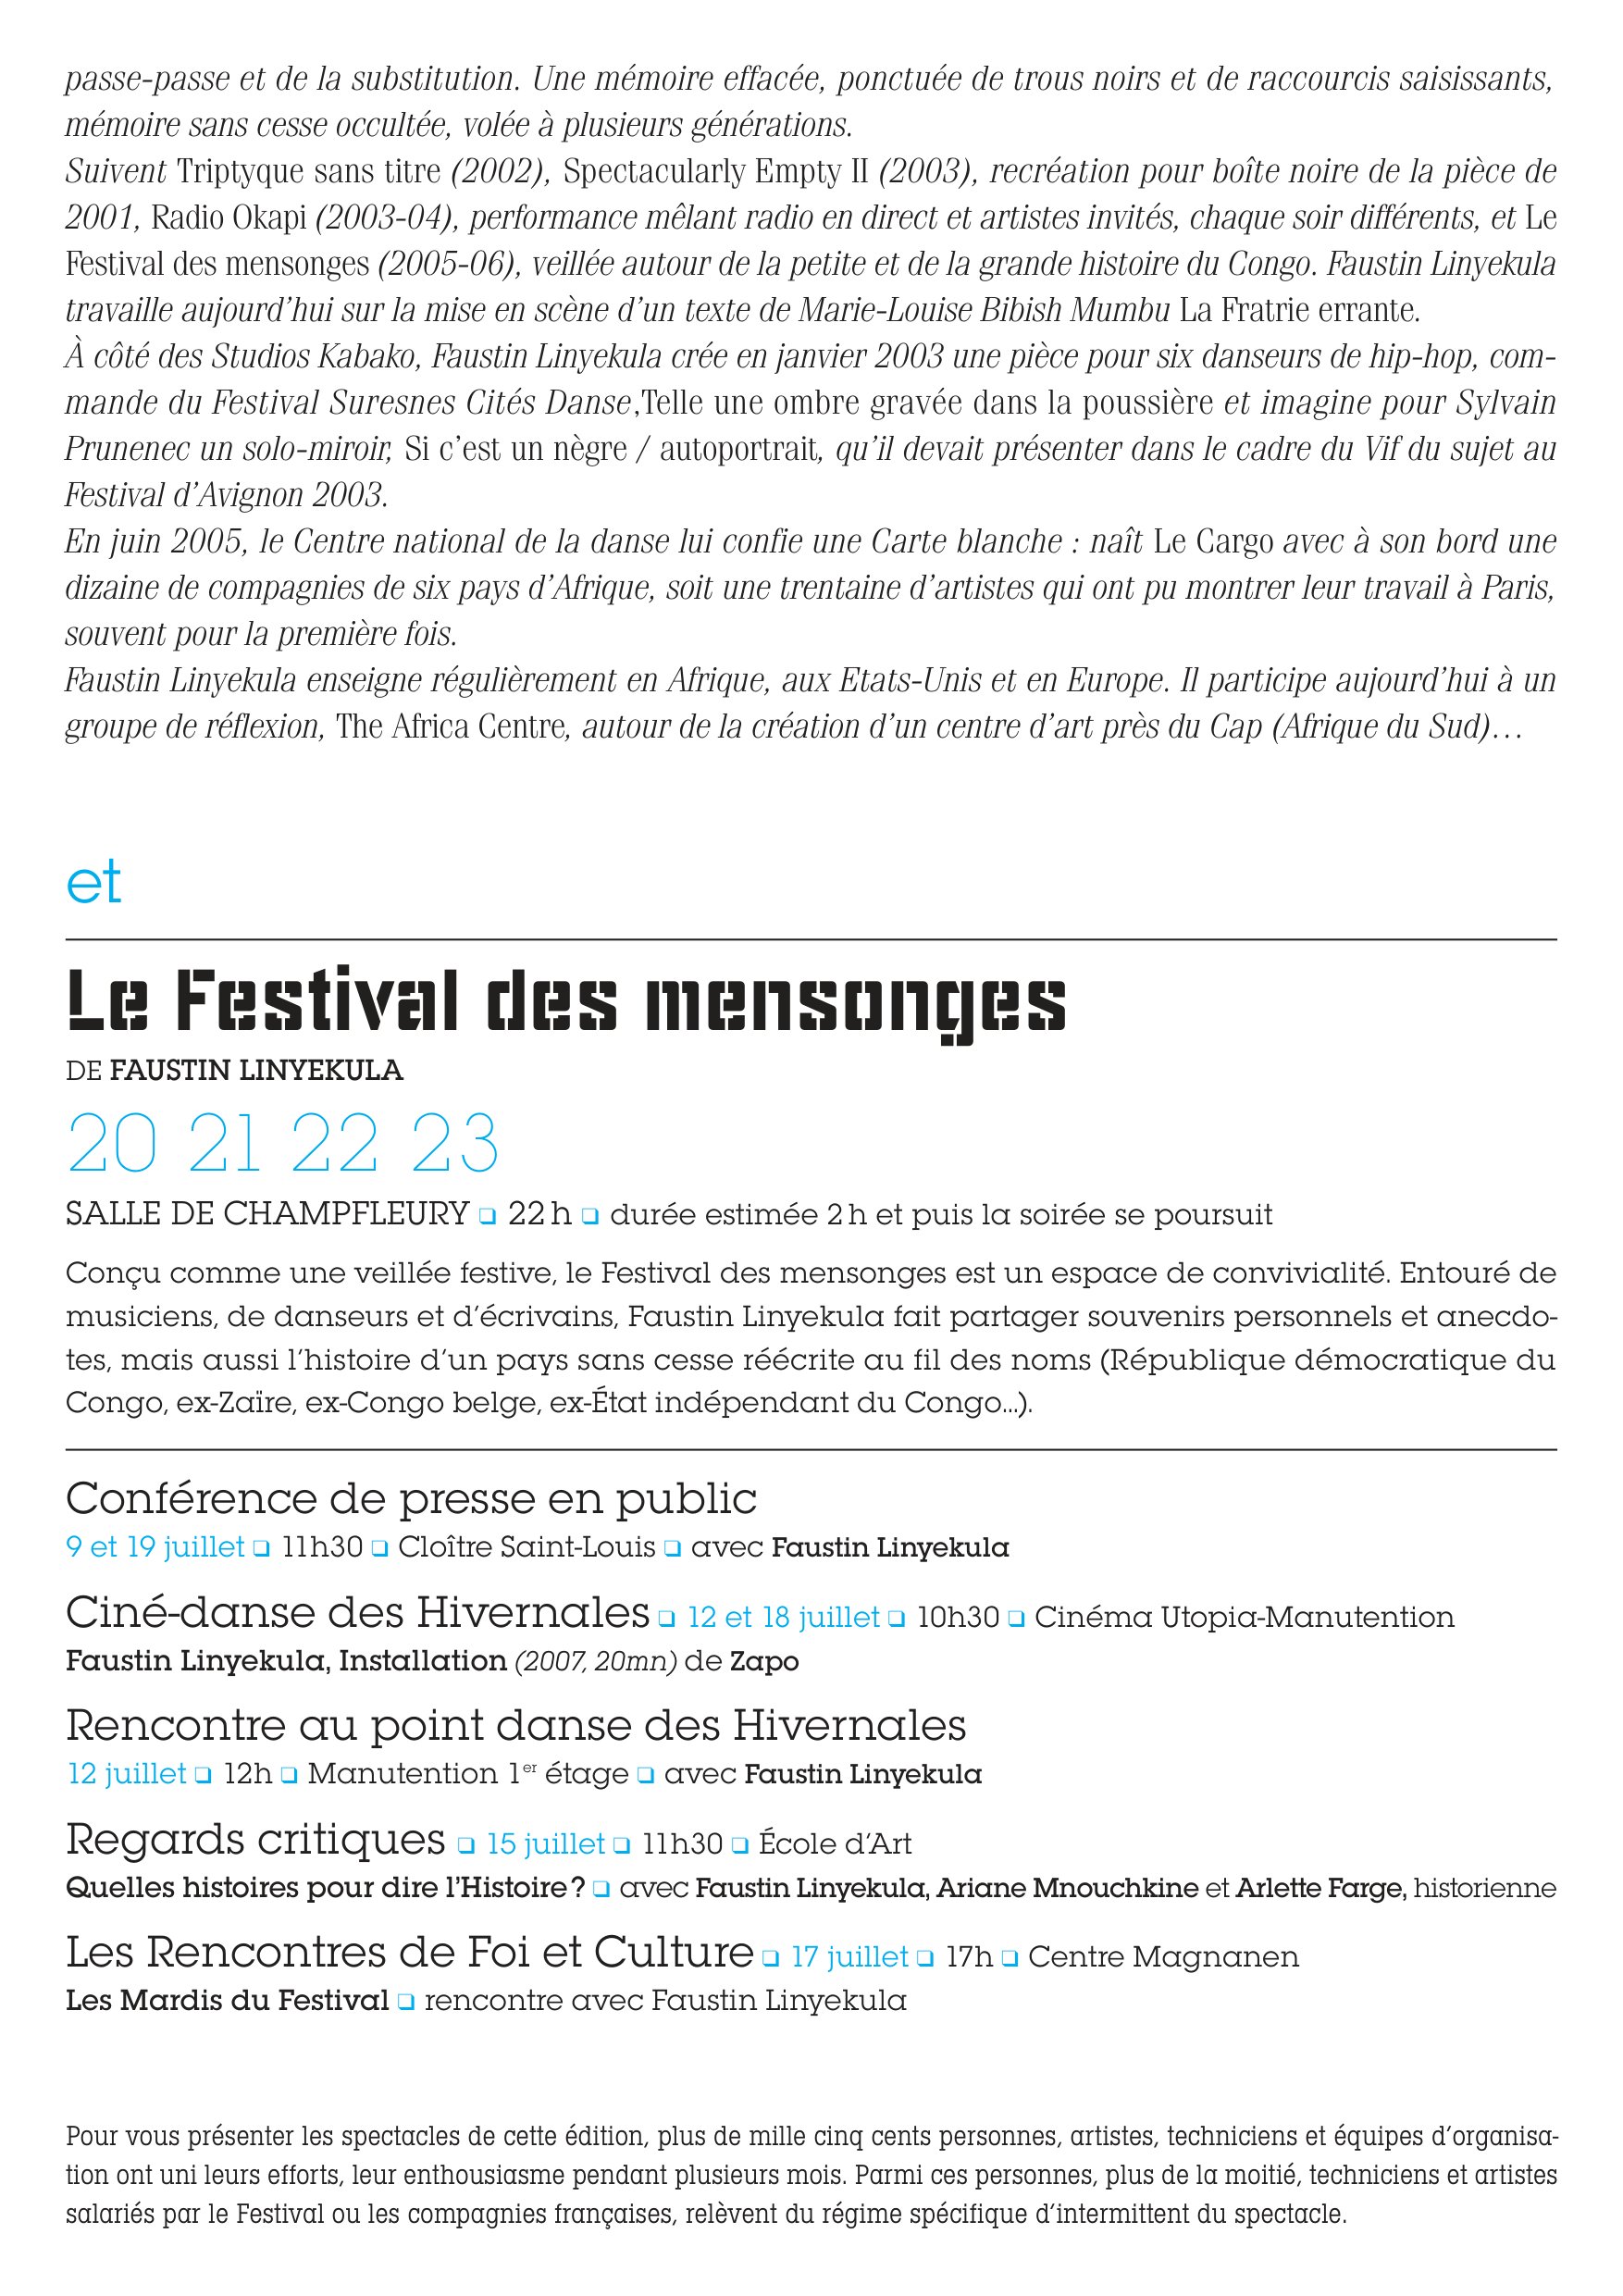 passe-passe et de la substitution. Une mémoire effacée, ponctuée de trous noirs et de raccourcis saisissants,
mémoire sans cesse occultée, volée à plusieurs générations.
Suivent Triptyque sans titre (2002), Spectacularly Empty II (2003), recréation pour boîte noire de la pièce de
2001, Radio Okapi (2003-04), performance mêlant radio en direct et artistes invités, chaque soir différents, et Le
Festival des mensonges (2005-06), veillée autour de la petite et de la grande histoire du Congo. Faustin Linyekula
travaille aujourd’hui sur la mise en scène d’un texte de Marie-Louise Bibish Mumbu La Fratrie errante.
À côté des Studios Kabako, Faustin Linyekula crée en janvier 2003 une pièce pour six danseurs de hip-hop, com-
mande du Festival Suresnes Cités Danse,Telle une ombre gravée dans la poussière et imagine pour Sylvain
Prunenec un solo-miroir, Si c’est un nègre / autoportrait, qu’il devait présenter dans le cadre du Vif du sujet au
Festival d’Avignon 2003.
En juin 2005, le Centre national de la danse lui confie une Carte blanche : naît Le Cargo avec à son bord une
dizaine de compagnies de six pays d’Afrique, soit une trentaine d’artistes qui ont pu montrer leur travail à Paris,
souvent pour la première fois.
Faustin Linyekula enseigne régulièrement en Afrique, aux Etats-Unis et en Europe. Il participe aujourd’hui à un
groupe de réflexion, The Africa Centre, autour de la création d’un centre d’art près du Cap (Afrique du Sud)…
et
Le Festival des mensonges
DE FAUSTIN LINYEKULA
20 21 22 23
SALLE DE CHAMPFLEURY ❏ 22 h ❏ durée estimée 2 h et puis la soirée se poursuit
Conçu comme une veillée festive, le Festival des mensonges est un espace de convivialité. Entouré de
musiciens, de danseurs et d’écrivains, Faustin Linyekula fait partager souvenirs personnels et anecdo-
tes, mais aussi l’histoire d’un pays sans cesse réécrite au fil des noms (République démocratique du
Congo, ex-Zaïre, ex-Congo belge, ex-État indépendant du Congo...).
Conférence de presse en public
9 et 19 juillet ❏ 11h30 ❏ Cloître Saint-Louis ❏ avec Faustin Linyekula
Ciné-danse des Hivernales ❏ 12 et 18 juillet ❏ 10h30 ❏ Cinéma Utopia-Manutention
Faustin Linyekula, Installation (2007, 20mn) de Zapo
Rencontre au point danse des Hivernales
12 juillet ❏ 12h ❏ Manutention 1er étage ❏ avec Faustin Linyekula
Regards critiques ❏ 15 juillet ❏ 11h30 ❏ École d’Art
Quelles histoires pour dire l’Histoire ? ❏ avec Faustin Linyekula, Ariane Mnouchkine et Arlette Farge, historienne
Les Rencontres de Foi et Culture ❏ 17 juillet ❏ 17h ❏ Centre Magnanen
Les Mardis du Festival ❏ rencontre avec Faustin Linyekula
Pour vous présenter les spectacles de cette édition, plus de mille cinq cents personnes, artistes, techniciens et équipes d’organisa-
tion ont uni leurs efforts, leur enthousiasme pendant plusieurs mois. Parmi ces personnes, plus de la moitié, techniciens et artistes
salariés par le Festival ou les compagnies françaises, relèvent du régime spécifique d’intermittent du spectacle.